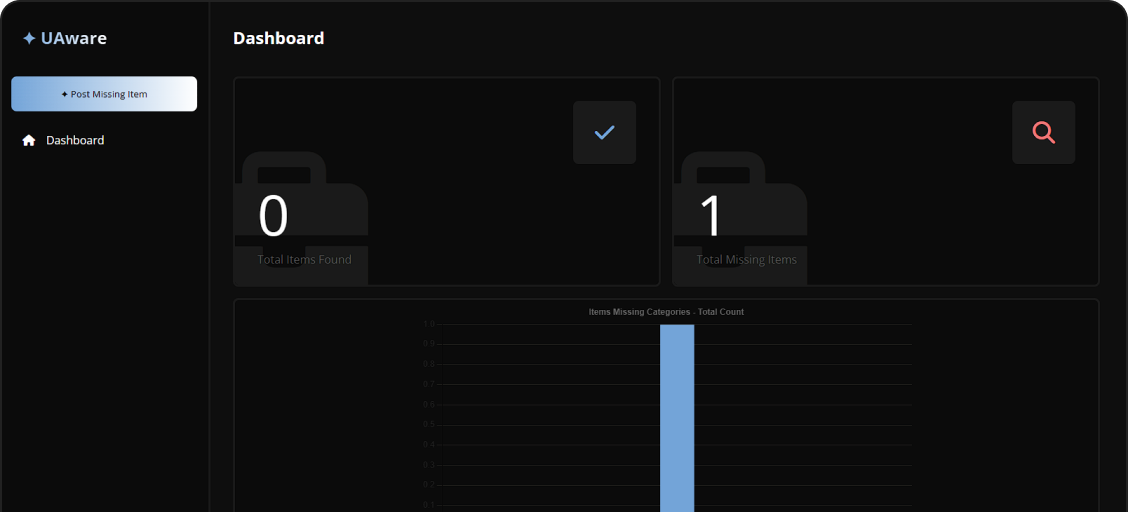 ✦ UAware
✦ Post Missing Item
Dashboard
Dashboard
0
Total Items Found
1
Total Missing Items
Items Missing Categories - Total Count
1.0
0.9
0.8
0.7
0.6
0.5
0.4
0.3
0.2
0.1